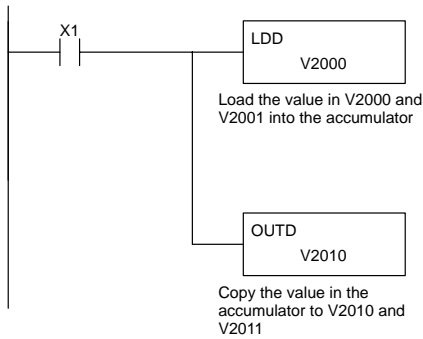 X1
LDD
V2000
Load the value in V2000 and
V2001 into the accumulator
OUTD
V2010
Copy the value in the
accumulator to V2010 and
V2011